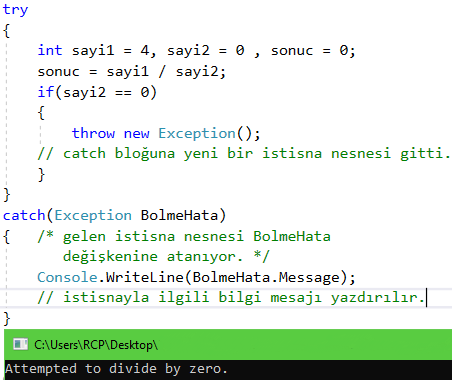 try
{
int sayi1 = 4, sayi2 = 0 , sonuc = 0;
sonuc = sayi1 / sayi2;
if(sayi2 == 0)
{
throw new Exception();
// catch bloğuna yeni bir istisna nesnesi gitti.
}
}
catch(Exception BolmeHata)
{ /* gelen istisna nesnesi BolmeHata
değişkenine atanıyor. */
Console.WriteLine(BolmeHata.Message);
// istisnayla ilgili bilgi mesajı yazdırılır.
}
C:\Users\RCP\Desktop\
Attempted to divide by zero.